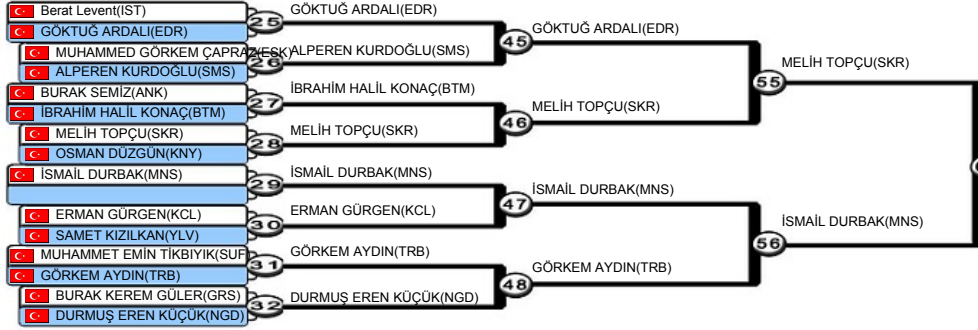 Berat Levent(IST)
GÖKTUĞ ARDALI(EDR)
MUHAMMED GÖRKEM ÇAPRAZ(ESK)
ALPEREN KURDOĞLU(SMS)
BURAK SEMİZ(ANK)
İBRAHİM HALİL KONAÇ(BTM)
MELİH TOPÇU(SKR)
OSMAN DÜZGÜN(KNY)
İSMAİL DURBAK(MNS)
ERMAN GÜRGEN(KCL)
SAMET KIZILKAN(YLV)
MUHAMMET EMİN TİKBIYIK(SUF)
GÖRKEM AYDIN(TRB)
BURAK KEREM GÜLER(GRS)
DURMUŞ EREN KÜÇÜK(NGD)
25
26
27
28
29
30
31
32
GÖKTUĞ ARDALI(EDR)
ALPEREN KURDOĞLU(SMS)
İBRAHİM HALİL KONAÇ(BTM)
MELİH TOPÇU(SKR)
İSMAİL DURBAK(MNS)
ERMAN GÜRGEN(KCL)
GÖRKEM AYDIN(TRB)
DURMUŞ EREN KÜÇÜK(NGD)
45
46
47
48
GÖKTUĞ ARDALI(EDR)
MELİH TOPÇU(SKR)
İSMAİL DURBAK(MNS)
GÖRKEM AYDIN(TRB)
55
56
MELİH TOPÇU(SKR)
İSMAİL DURBAK(MNS)